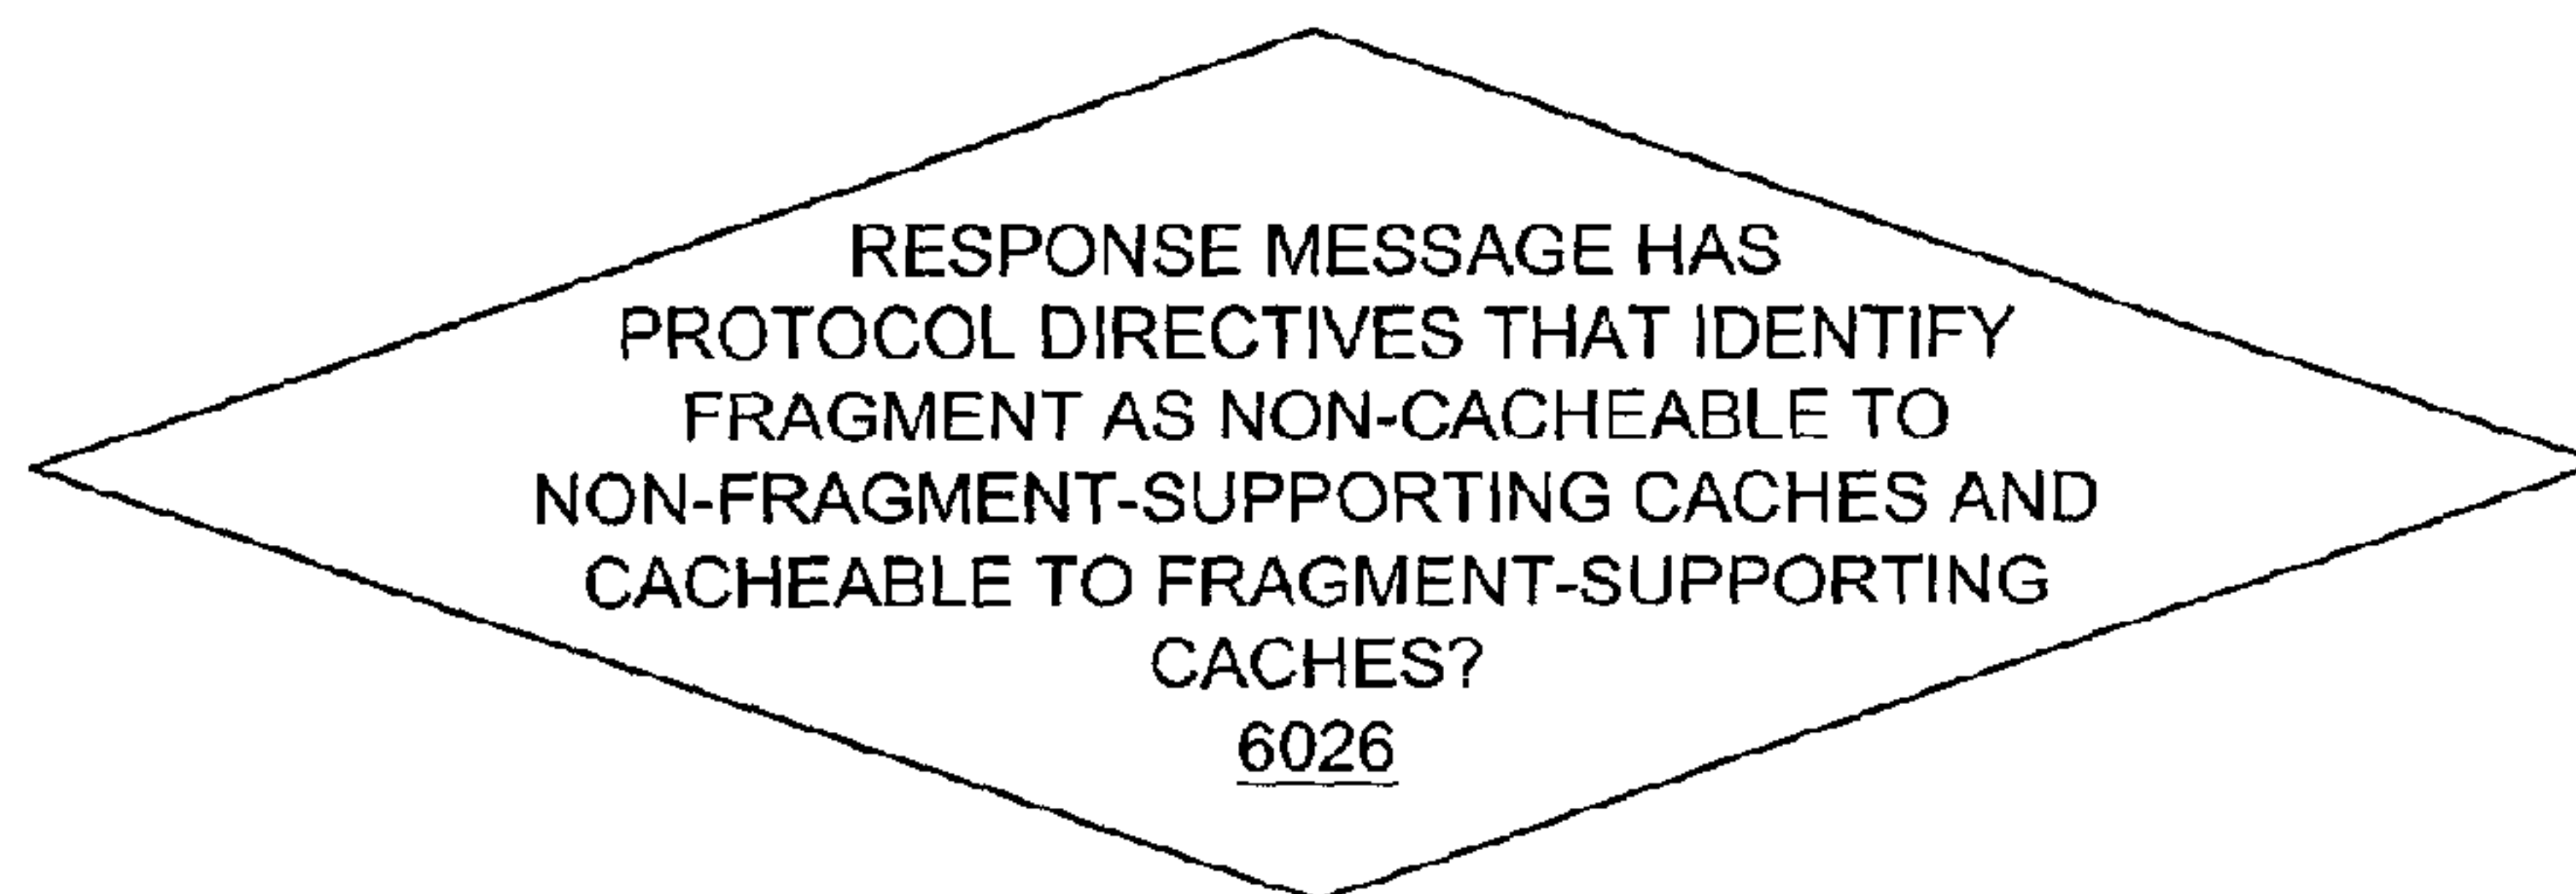 RESPONSE MESSAGE HAS
PROTOCOL DIRECTIVES THAT IDENTIFY
FRAGMENT AS NON-CACHEABLE TO
NON-FRAGMENT-SUPPORTING CACHES AND
CACHEABLE TO FRAGMENT-SUPPORTING
CACHES?
6026